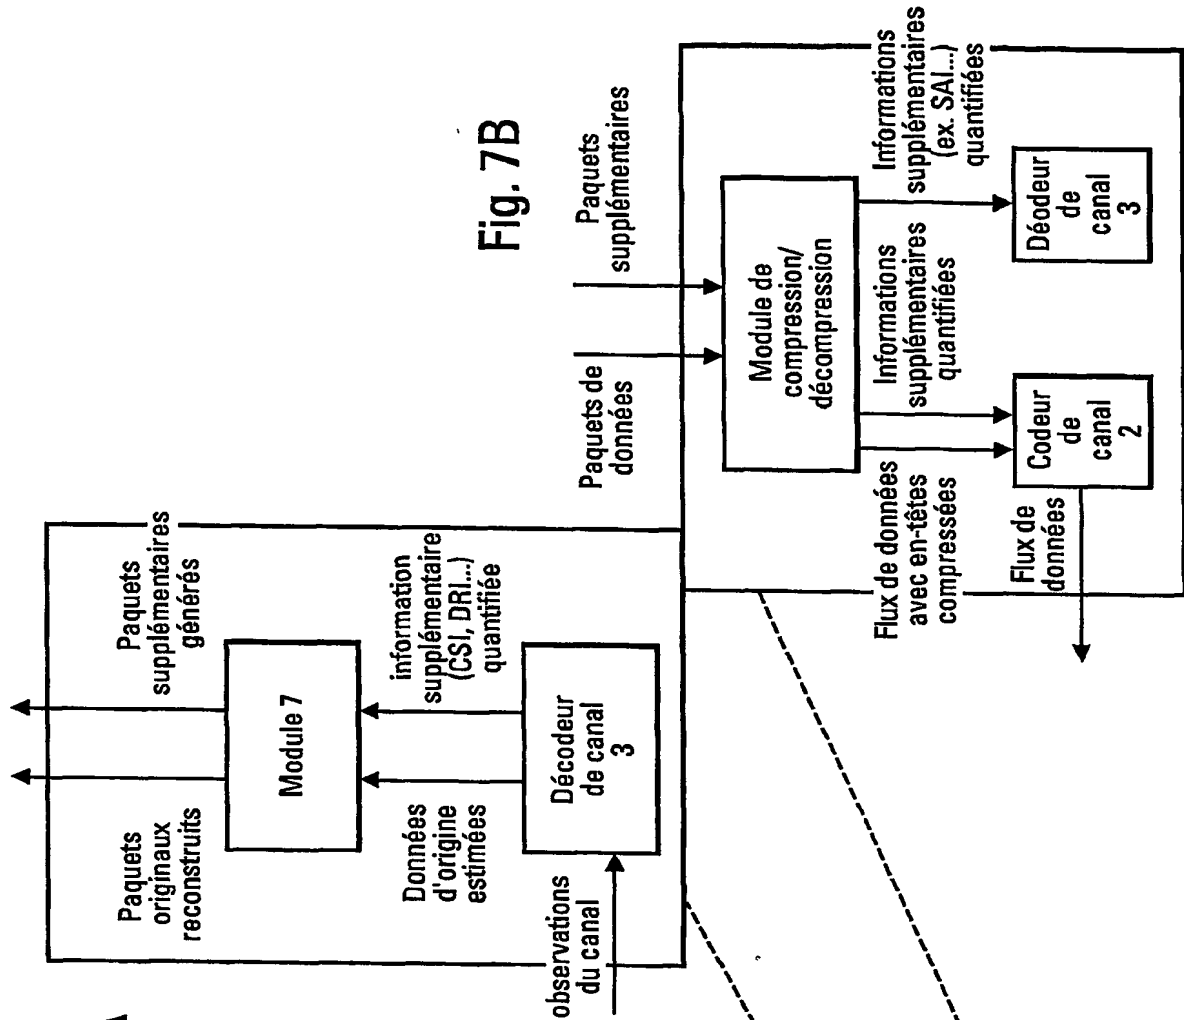 Fig. 7B
Paquets
supplémentaires
générés
Paquets
originaux
reconstruits
Module 7
information
supplémentaire
(CSI, DRI...)
quantifiée
Données
d'origine
estimées
Décodeur
de canal
3
observations
du canal
Paquets
supplémentaires
Paquets de
données
Module de
compression/
décompression
Informations
supplémentaires
(ex. SAI...)
quantifiées
Informations
supplémentaires
quantifiées
Flux de données
avec en-têtes
compressées
Déodeur
de
canal
3
Codeur
de
canal
2
Flux de
données